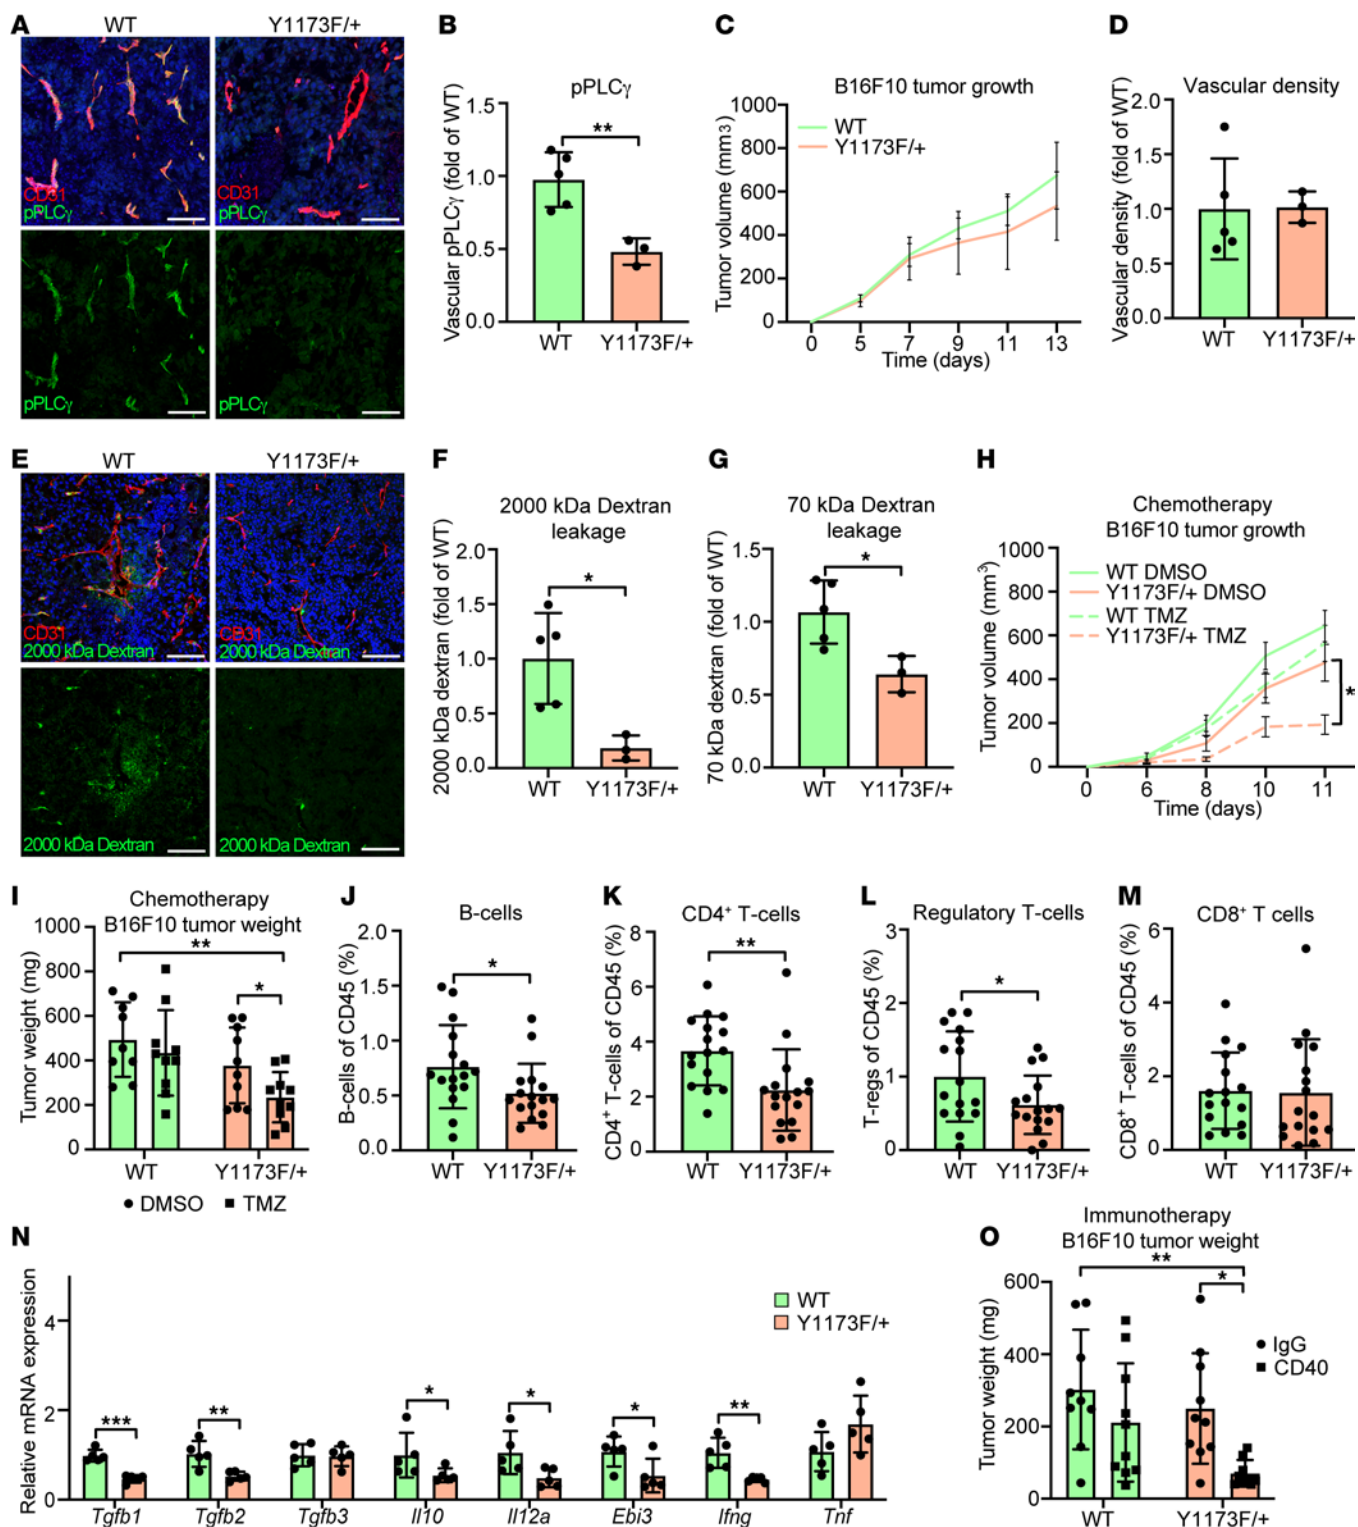 A
WT
Y1173F/+
CD31
pPLCγ
CD31
pPLCγ
pPLCγ
pPLCγ
B
pPLCγ
Vascular pPLCγ (fold of WT)
1.5
1.0
0.5
0.0
**
WT
Y1173F/+
C
B16F10 tumor growth
Tumor volume (mm3)
1000
800
600
400
200
0
WT
Y1173F/+
0 5 7 9 11 13
Time (days)
D
Vascular density
Vascular density (fold of WT)
2.0
1.5
1.0
0.5
0.0
WT
Y1173F/+
E
WT
Y1173F/+
CD31
2000 kDa Dextran
CD31
2000 kDa Dextran
2000 kDa Dextran
2000 kDa Dextran
F
2000 kDa Dextran
leakage
2000 kDa dextran (fold of WT)
2.0
1.5
1.0
0.5
0.0
*
WT
Y1173F/+
G
70 kDa Dextran
leakage
70 kDa dextran (fold of WT)
1.5
1.0
0.5
0.0
*
WT
Y1173F/+
H
Chemotherapy
B16F10 tumor growth
Tumor volume (mm³)
1000
800
600
400
200
0
WT DMSO
Y1173F/+ DMSO
WT TMZ
Y1173F/+ TMZ
*
0 6 8 10 11
Time (days)
I
Chemotherapy
B16F10 tumor weight
Tumor weight (mg)
1000
800
600
400
200
0
**
*
WT
Y1173F/+
DMSO
TMZ
J
B-cells
B-cells of CD45 (%)
2.0
1.5
1.0
0.5
0.0
*
WT
Y1173F/+
K
CD4⁺ T-cells
CD4⁺ T-cells of CD45 (%)
8
6
4
2
0
**
WT
Y1173F/+
L
Regulatory T-cells
T-regs of CD45 (%)
3
2
1
0
*
WT
Y1173F/+
M
CD8⁺ T cells
CD8⁺ T-cells of CD45 (%)
6
4
2
0
WT
Y1173F/+
N
Relative mRNA expression
4
2
0
WT
Y1173F/+
***
**
*
*
*
**
Tgfb1
Tgfb2
Tgfb3
Il10
Il12a
Ebi3
Ifng
Tnf
O
Immunotherapy
B16F10 tumor weight
Tumor weight (mg)
600
400
200
0
**
*
IgG
CD40
WT
Y1173F/+